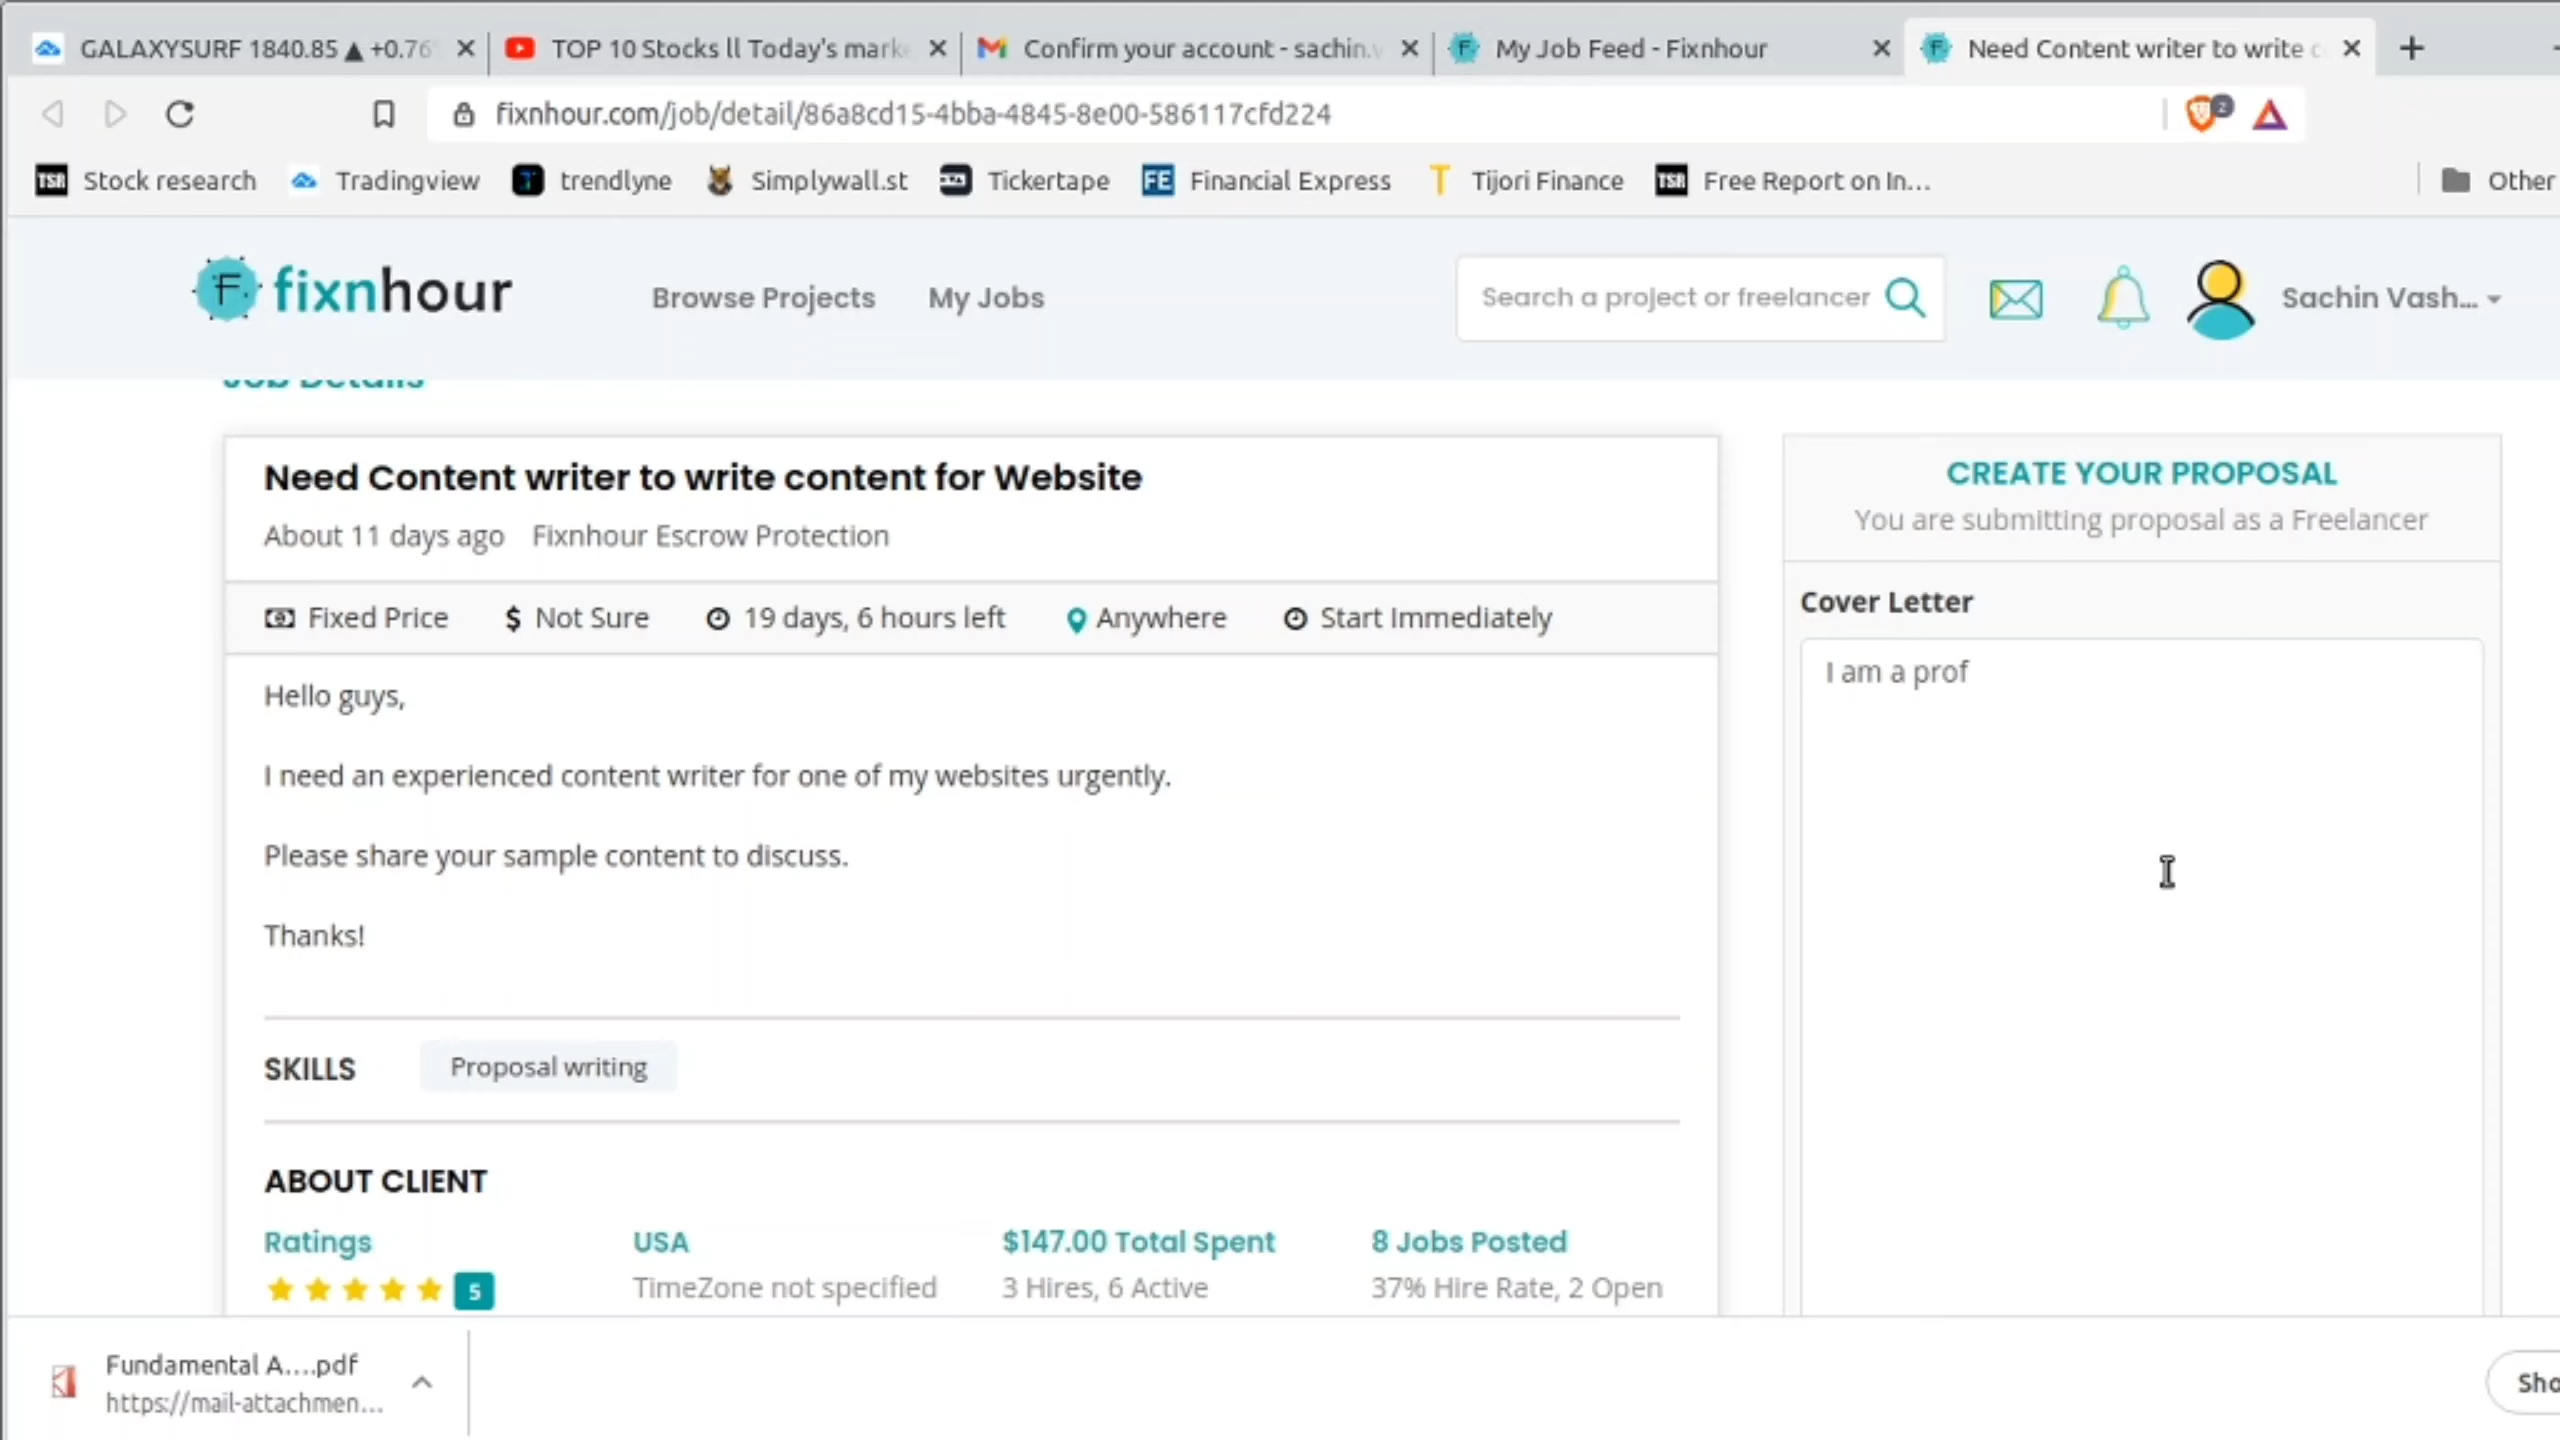 GALAXYSURF 1840.85 ▲ +0.76
TOP 10 Stocks ll Today's mark
Confirm your account - sachin.v
My Job Feed - Fixnhour
Need Content writer to write c
fixnhour.com/job/detail/86a8cd15-4bba-4845-8e00-586117cfd224
2
TSR Stock research
Tradingview
trendlyne
Simplywall.st
Tickertape
FE Financial Express
Tijori Finance
TSR Free Report on In...
Other
F fixnhour
Browse Projects
My Jobs
Search a project or freelancer
Sachin Vash...
Job Details
Need Content writer to write content for Website
About 11 days ago Fixnhour Escrow Protection
Fixed Price $ Not Sure 19 days, 6 hours left Anywhere Start Immediately
Hello guys,
I need an experienced content writer for one of my websites urgently.
Please share your sample content to discuss.
Thanks!
SKILLS Proposal writing
ABOUT CLIENT
Ratings USA $147.00 Total Spent 8 Jobs Posted
5 TimeZone not specified 3 Hires, 6 Active 37% Hire Rate, 2 Open
CREATE YOUR PROPOSAL
You are submitting proposal as a Freelancer
Cover Letter
I am a prof
Fundamental A....pdf
https://mail-attachmen...
Sho